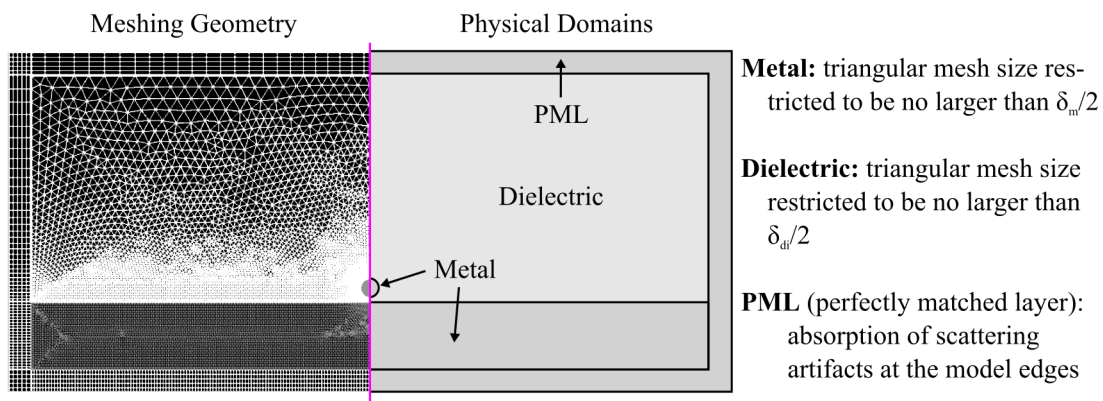 Meshing Geometry
Physical Domains
PML
Dielectric
Metal
Metal: triangular mesh size res-
tricted to be no larger than δm/2
Dielectric: triangular mesh size
restricted to be no larger than
δdi/2
PML (perfectly matched layer):
absorption of scattering
artifacts at the model edges